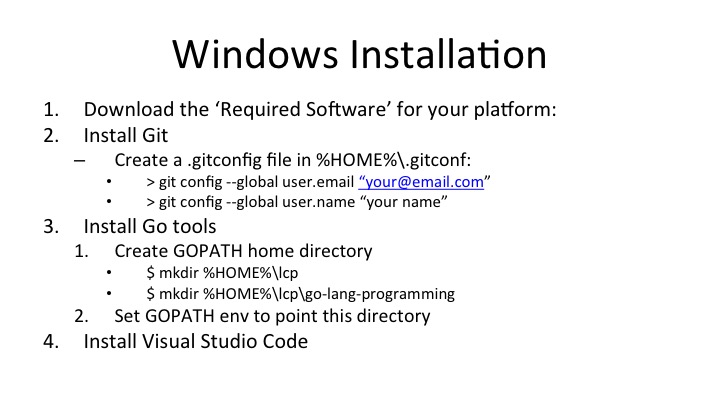 Windows Installation
1. Download the ‘Required Software’ for your platform:
2. Install Git
– Create a .gitconfig file in %HOME%\.gitconf:
• > git config --global user.email “your@email.com”
• > git config --global user.name “your name”
3. Install Go tools
1. Create GOPATH home directory
• $ mkdir %HOME%\lcp
• $ mkdir %HOME%\lcp\go-lang-programming
2. Set GOPATH env to point this directory
4. Install Visual Studio Code